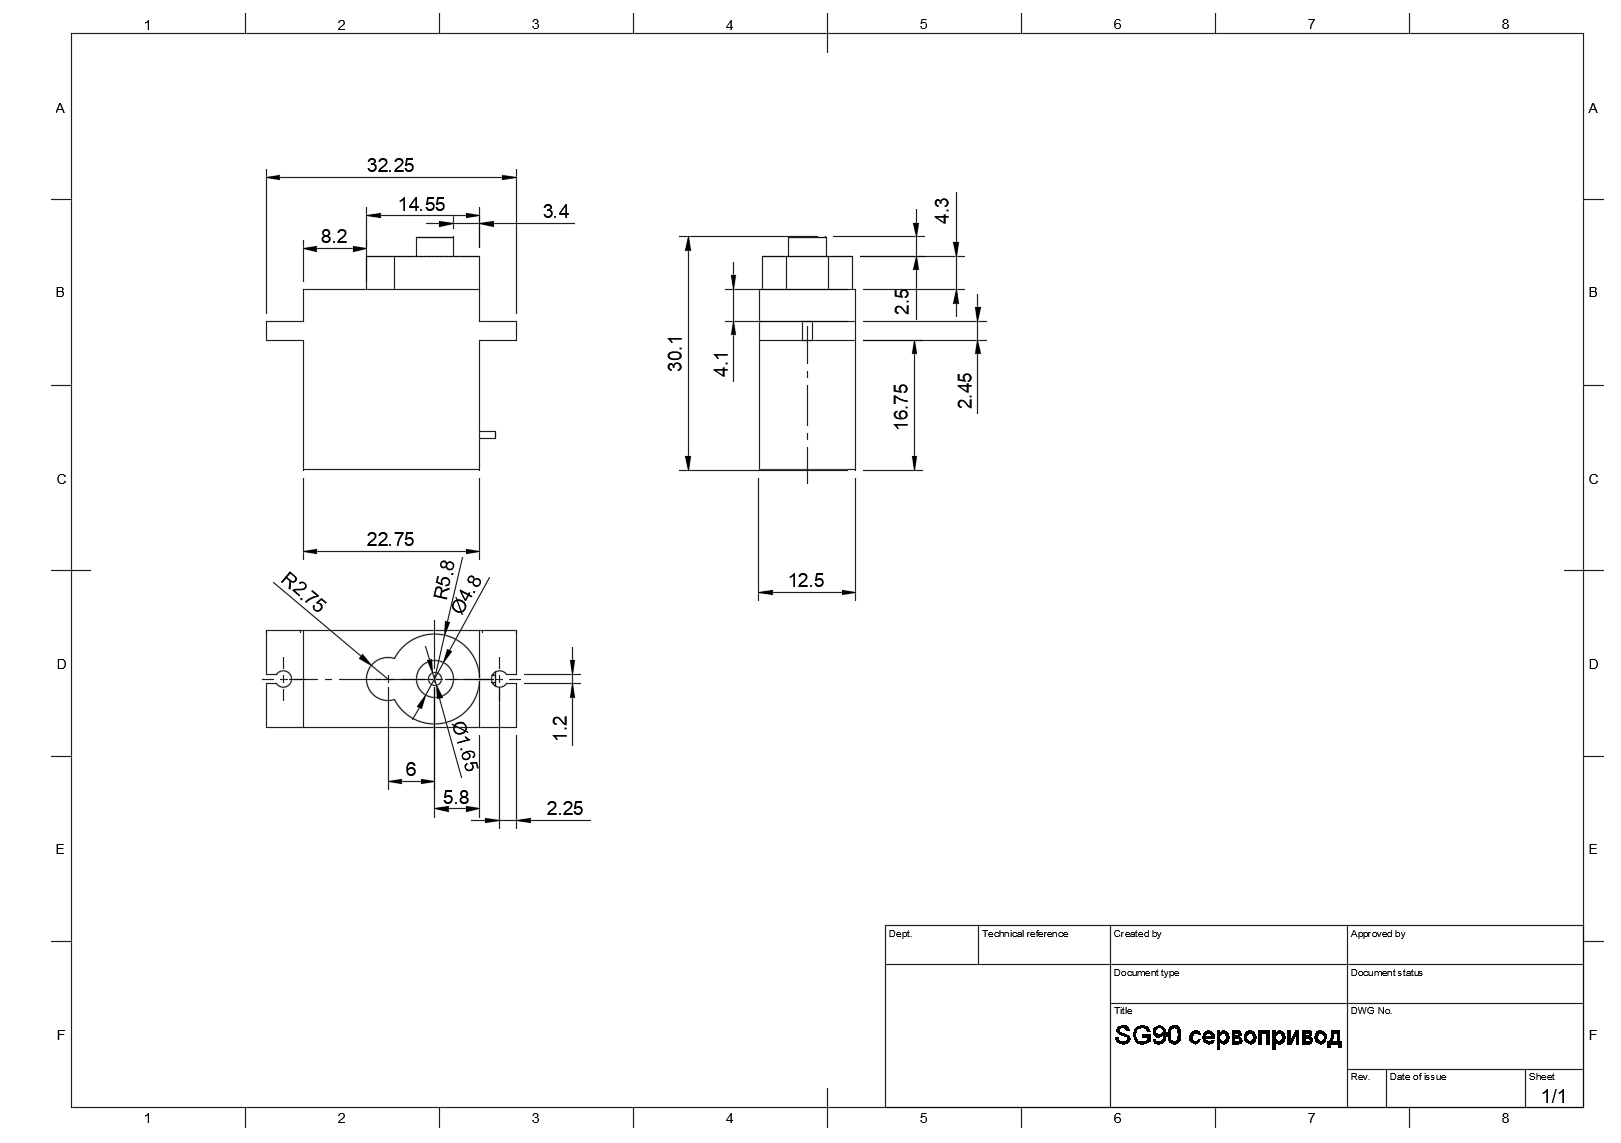 1 2 3 4 5 6 7 8
A A
32.25
14.55
3.4
8.2
4.3
B B
2.5
30.1
4.1
2.45
16.75
C C
22.75
12.5
R2.75
R5.8
Ø4.8
D D
1.2
Ø1.65
6
5.8
2.25
E E
Dept. Technical reference Created by Approved by
Document type Document status
Title DWG No.
SG90 сервопривод
F F
Rev. Date of issue Sheet
1/1
1 2 3 4 5 6 7 8